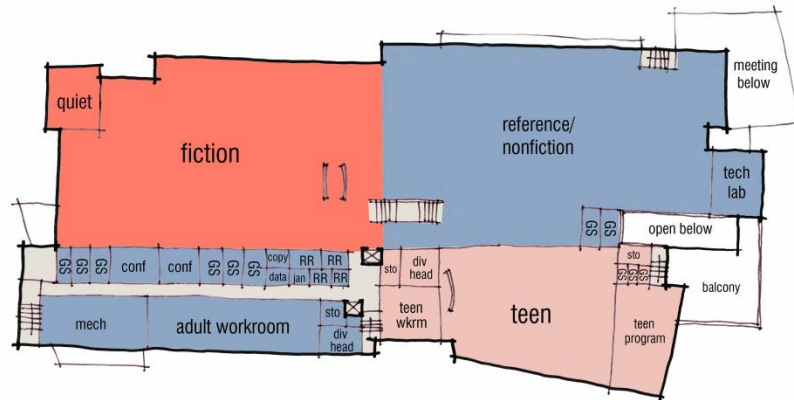 meeting
below
quiet
reference/
nonfiction
fiction
tech
lab
GS
GS
open below
GS
GS
GS
conf
conf
GS
GS
GS
copy
RR
RR
data
jan
RR
RR
sto
div
head
sto
GS
GS
GS
balcony
mech
adult workroom
sto
div
head
teen
wkrm
teen
teen
program